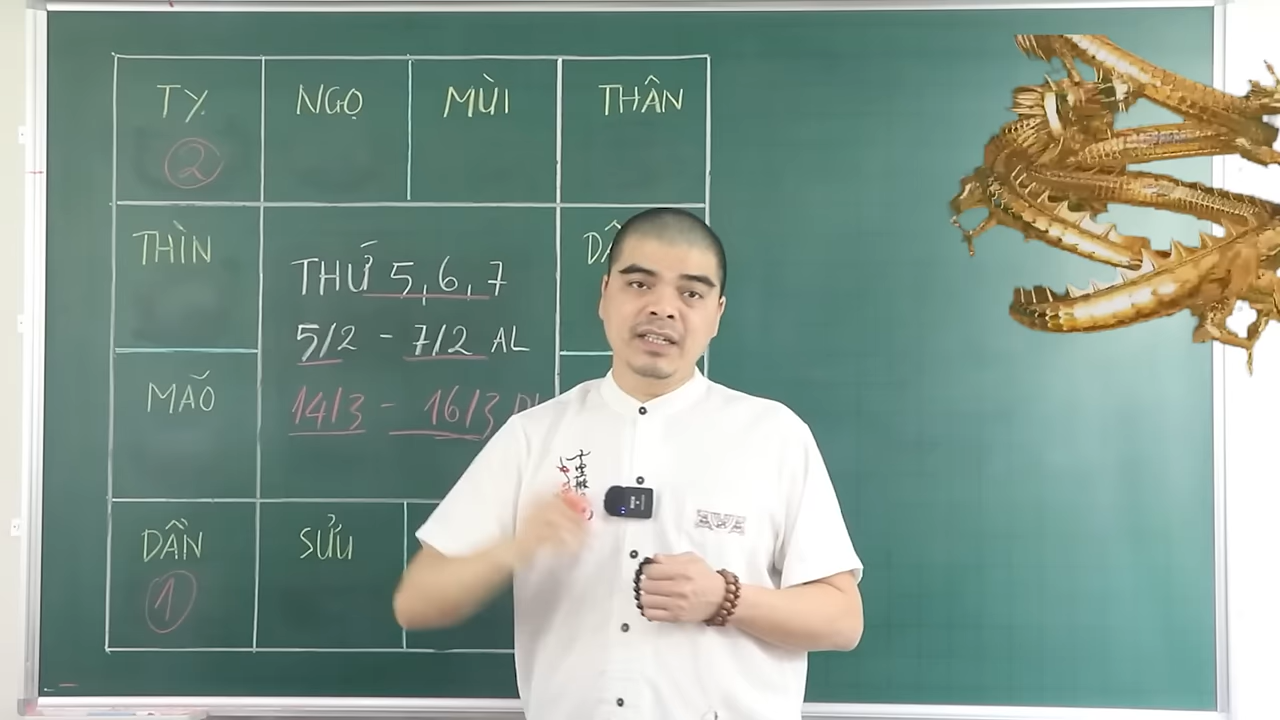 TỴ
NGỌ
MÙI
THÂN
②
THÌN
THỨ 5,6,7
5/2 - 7/2 AL
MÃO
14/3 - 16/3
DẦN
SỬU
①